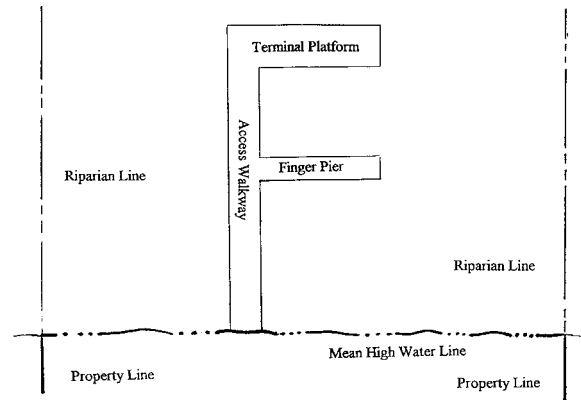 Terminal Platform
Access Walkway
Finger Pier
Riparian Line
Riparian Line
Mean High Water Line
Property Line
Property Line